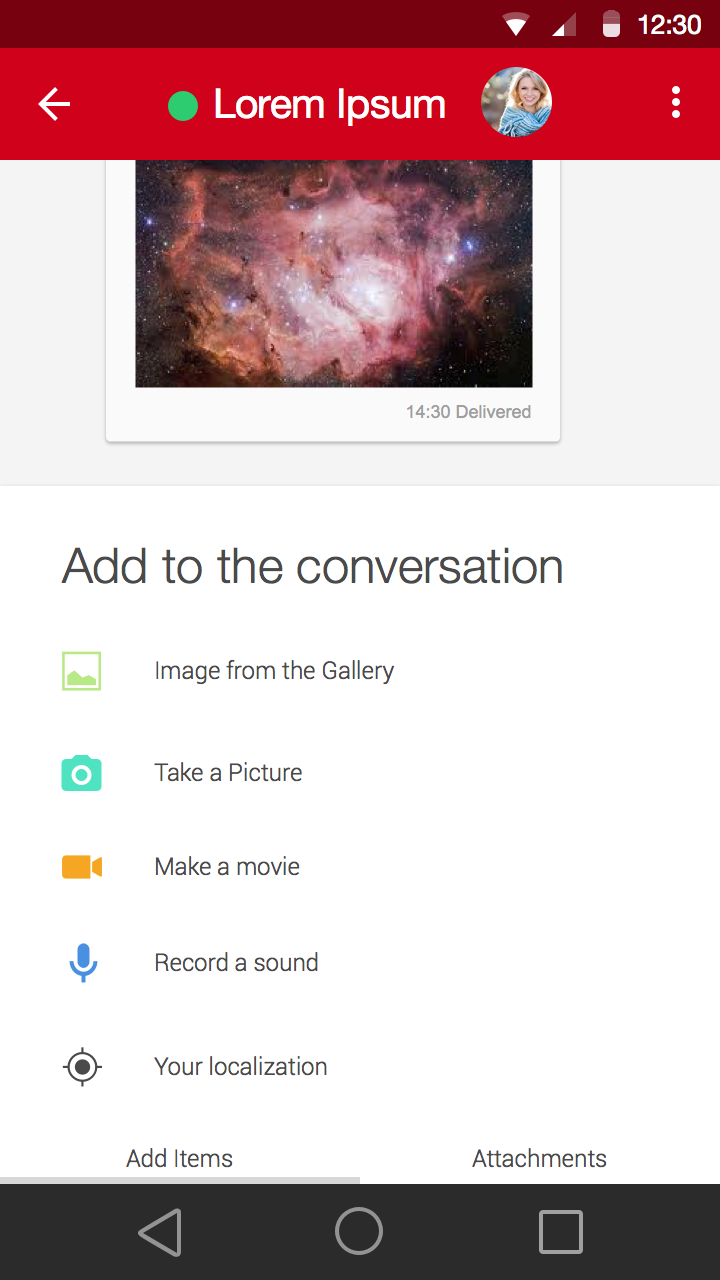 12:30
Lorem Ipsum
14:30 Delivered
Add to the conversation
Image from the Gallery
Take a Picture
Make a movie
Record a sound
Your localization
Add Items
Attachments